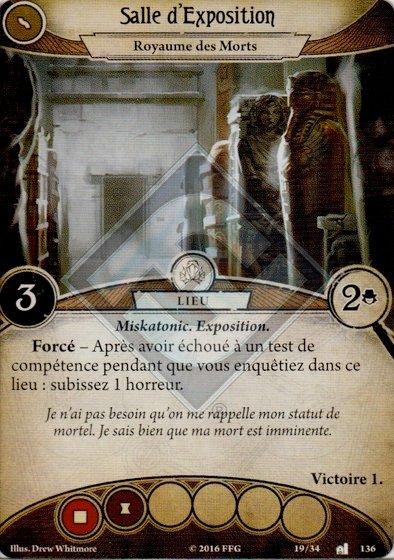 Salle d'Exposition
Royaume des Morts
3
LIEU
2
Miskatonic. Exposition.
Forcé – Après avoir échoué à un test de
compétence pendant que vous enquêtiez dans ce
lieu : subissez 1 horreur.
Je n'ai pas besoin qu'on me rappelle mon statut de
mortel. Je sais bien que ma mort est imminente.
Victoire 1.
Illus. Drew Whitmore
© 2016 FFG
19/34
136